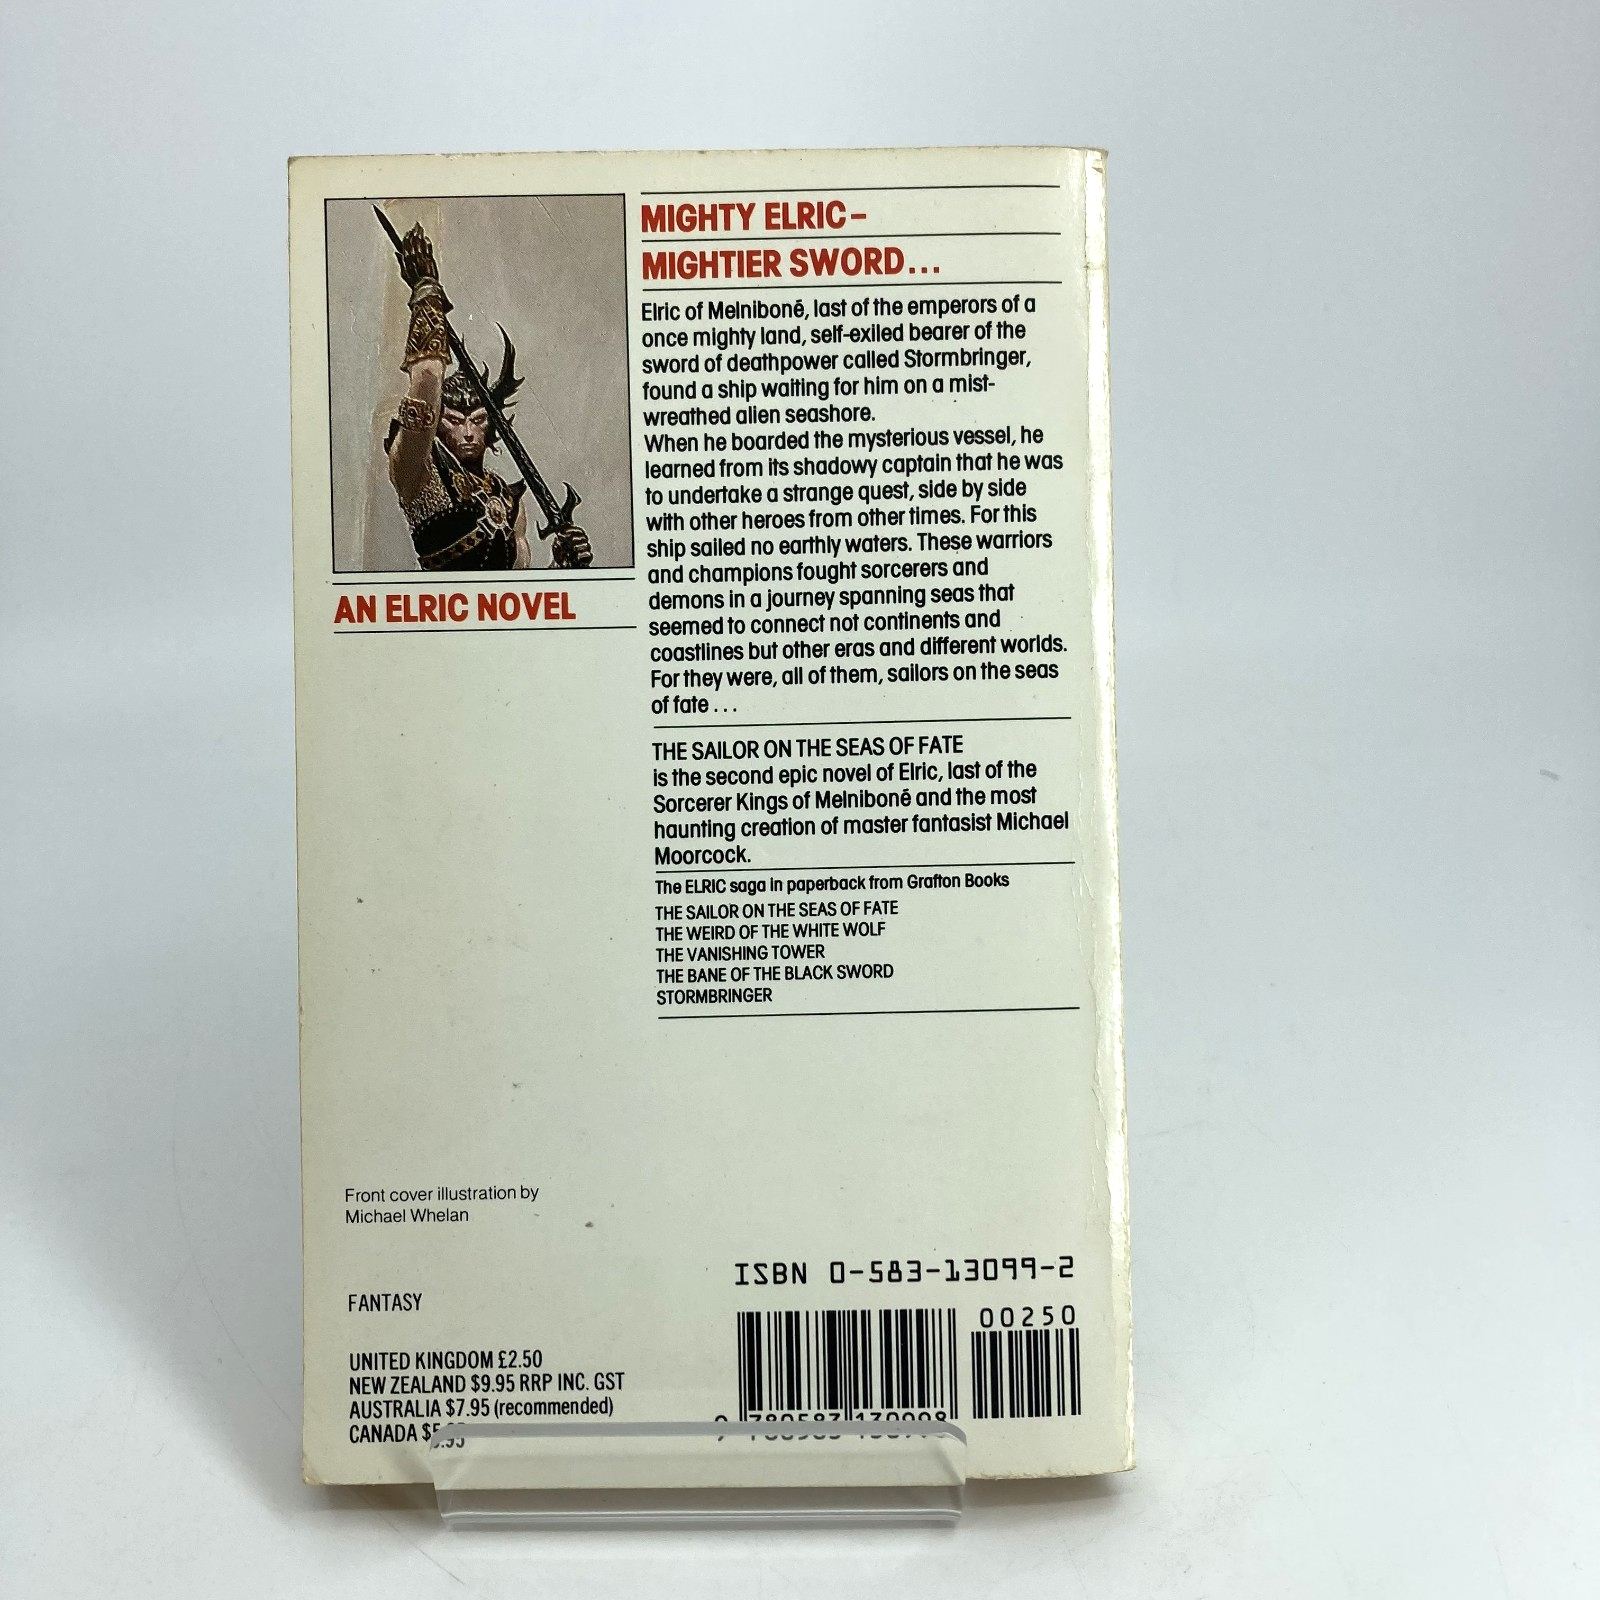 MIGHTY ELRIC–
MIGHTIER SWORD...
Elric of Melniboné, last of the emperors of a
once mighty land, self-exiled bearer of the
sword of deathpower called Stormbringer,
found a ship waiting for him on a mist-
wreathed alien seashore.
When he boarded the mysterious vessel, he
learned from its shadowy captain that he was
to undertake a strange quest, side by side
with other heroes from other times. For this
ship sailed no earthly waters. These warriors
and champions fought sorcerers and
demons in a journey spanning seas that
seemed to connect not continents and
coastlines but other eras and different worlds.
For they were, all of them, sailors on the seas
of fate...
AN ELRIC NOVEL
THE SAILOR ON THE SEAS OF FATE
is the second epic novel of Elric, last of the
Sorcerer Kings of Melniboné and the most
haunting creation of master fantasist Michael
Moorcock.
The ELRIC saga in paperback from Grafton Books
THE SAILOR ON THE SEAS OF FATE
THE WEIRD OF THE WHITE WOLF
THE VANISHING TOWER
THE BANE OF THE BLACK SWORD
STORMBRINGER
Front cover illustration by
Michael Whelan
FANTASY
UNITED KINGDOM £2.50
NEW ZEALAND $9.95 RRP INC. GST
AUSTRALIA $7.95 (recommended)
CANADA $5.95
ISBN 0-583-13099-2
00250
9 780583 130998